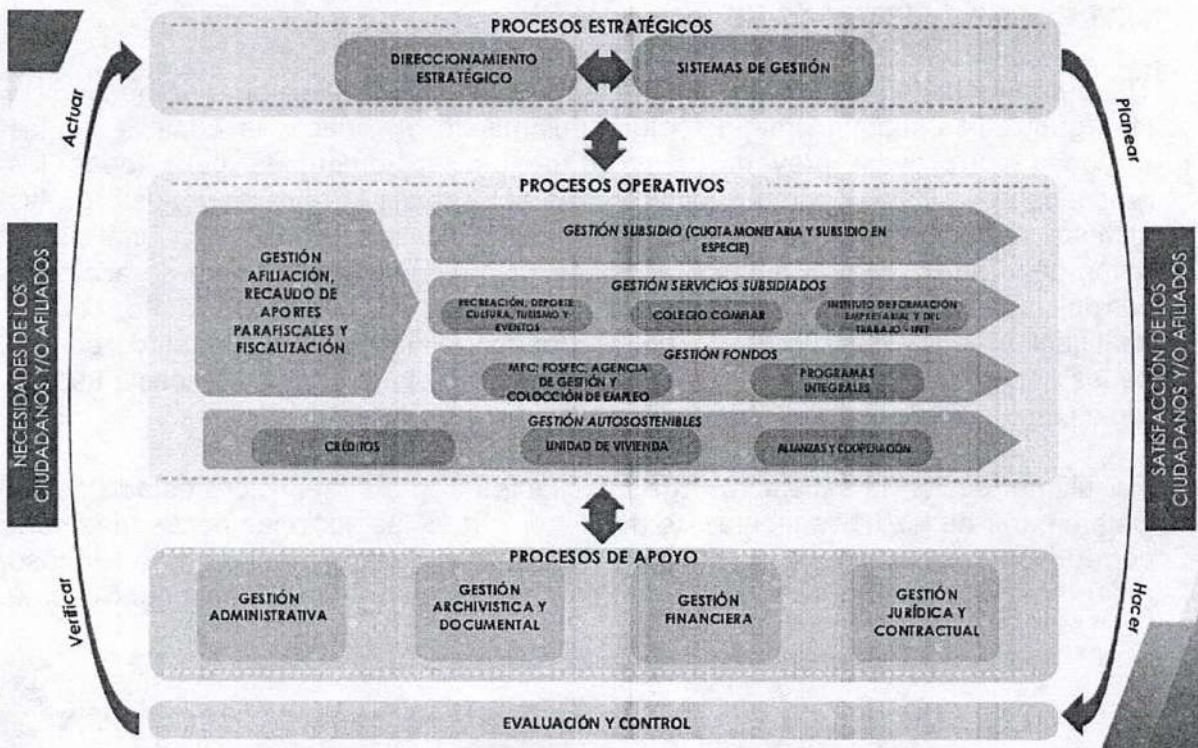 PROCESOS ESTRATÉGICOS
DIRECCIONAMIENTO
ESTRATÉGICO
SISTEMAS DE GESTIÓN
Actuar
Planear
PROCESOS OPERATIVOS
NECESIDADES DE LOS
CIUDADANOS Y/O AFILIADOS
GESTIÓN
AFILIACIÓN,
RECAUDO DE
APORTES
PARAFISCALES Y
FISCALIZACIÓN
GESTIÓN SUBSIDIO (CUOTA MONETARIA Y SUBSIDIO EN
ESPECIE)
GESTIÓN SERVICIOS SUBSIDIADOS
RECREACIÓN, DEPORTE
CULTURA, TURISMO Y
EVENTOS
COLEGIO COMFIAR
INSTITUTO DE FORMACIÓN
EMPRESARIAL Y DEL
TRABAJO - IFET
GESTIÓN FONDOS
MPC: FOSFEC, AGENCIA
DE GESTIÓN Y
COLOCCIÓN DE EMPLEO
PROGRAMAS
INTEGRALES
GESTIÓN AUTOSOSTENIBLES
CRÉDITOS
UNIDAD DE VIVIENDA
ALIANZAS Y COOPERACIÓN
SATISFACCIÓN DE LOS
CIUDADANOS Y/O AFILIADOS
PROCESOS DE APOYO
GESTIÓN
ADMINISTRATIVA
GESTIÓN
ARCHIVISTICA Y
DOCUMENTAL
GESTIÓN
FINANCIERA
GESTIÓN
JURÍDICA Y
CONTRACTUAL
Verificar
Hacer
EVALUACIÓN Y CONTROL